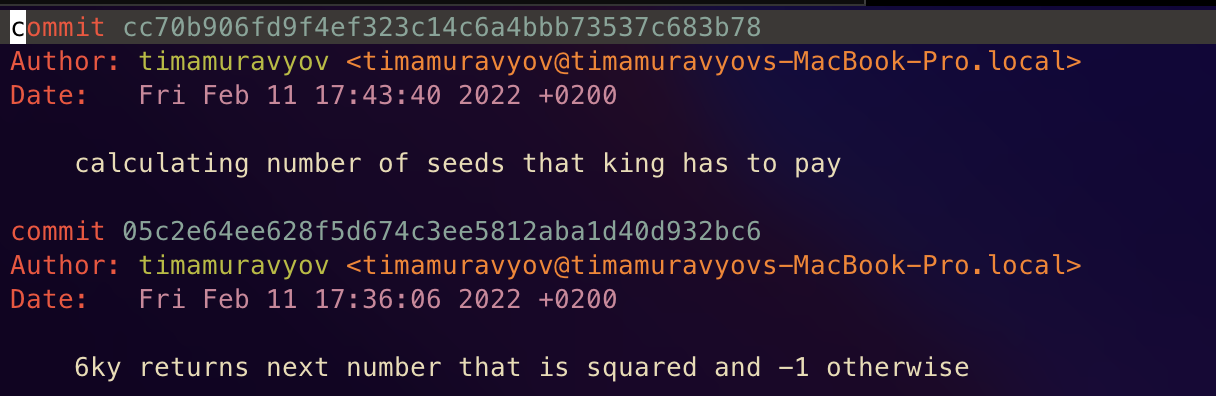 commit cc70b906fd9f4ef323c14c6a4bbb73537c683b78
Author: timamuravyov <timamuravyov@timamuravyovs-MacBook-Pro.local>
Date:   Fri Feb 11 17:43:40 2022 +0200
calculating number of seeds that king has to pay
commit 05c2e64ee628f5d674c3ee5812aba1d40d932bc6
Author: timamuravyov <timamuravyov@timamuravyovs-MacBook-Pro.local>
Date:   Fri Feb 11 17:36:06 2022 +0200
6ky returns next number that is squared and -1 otherwise